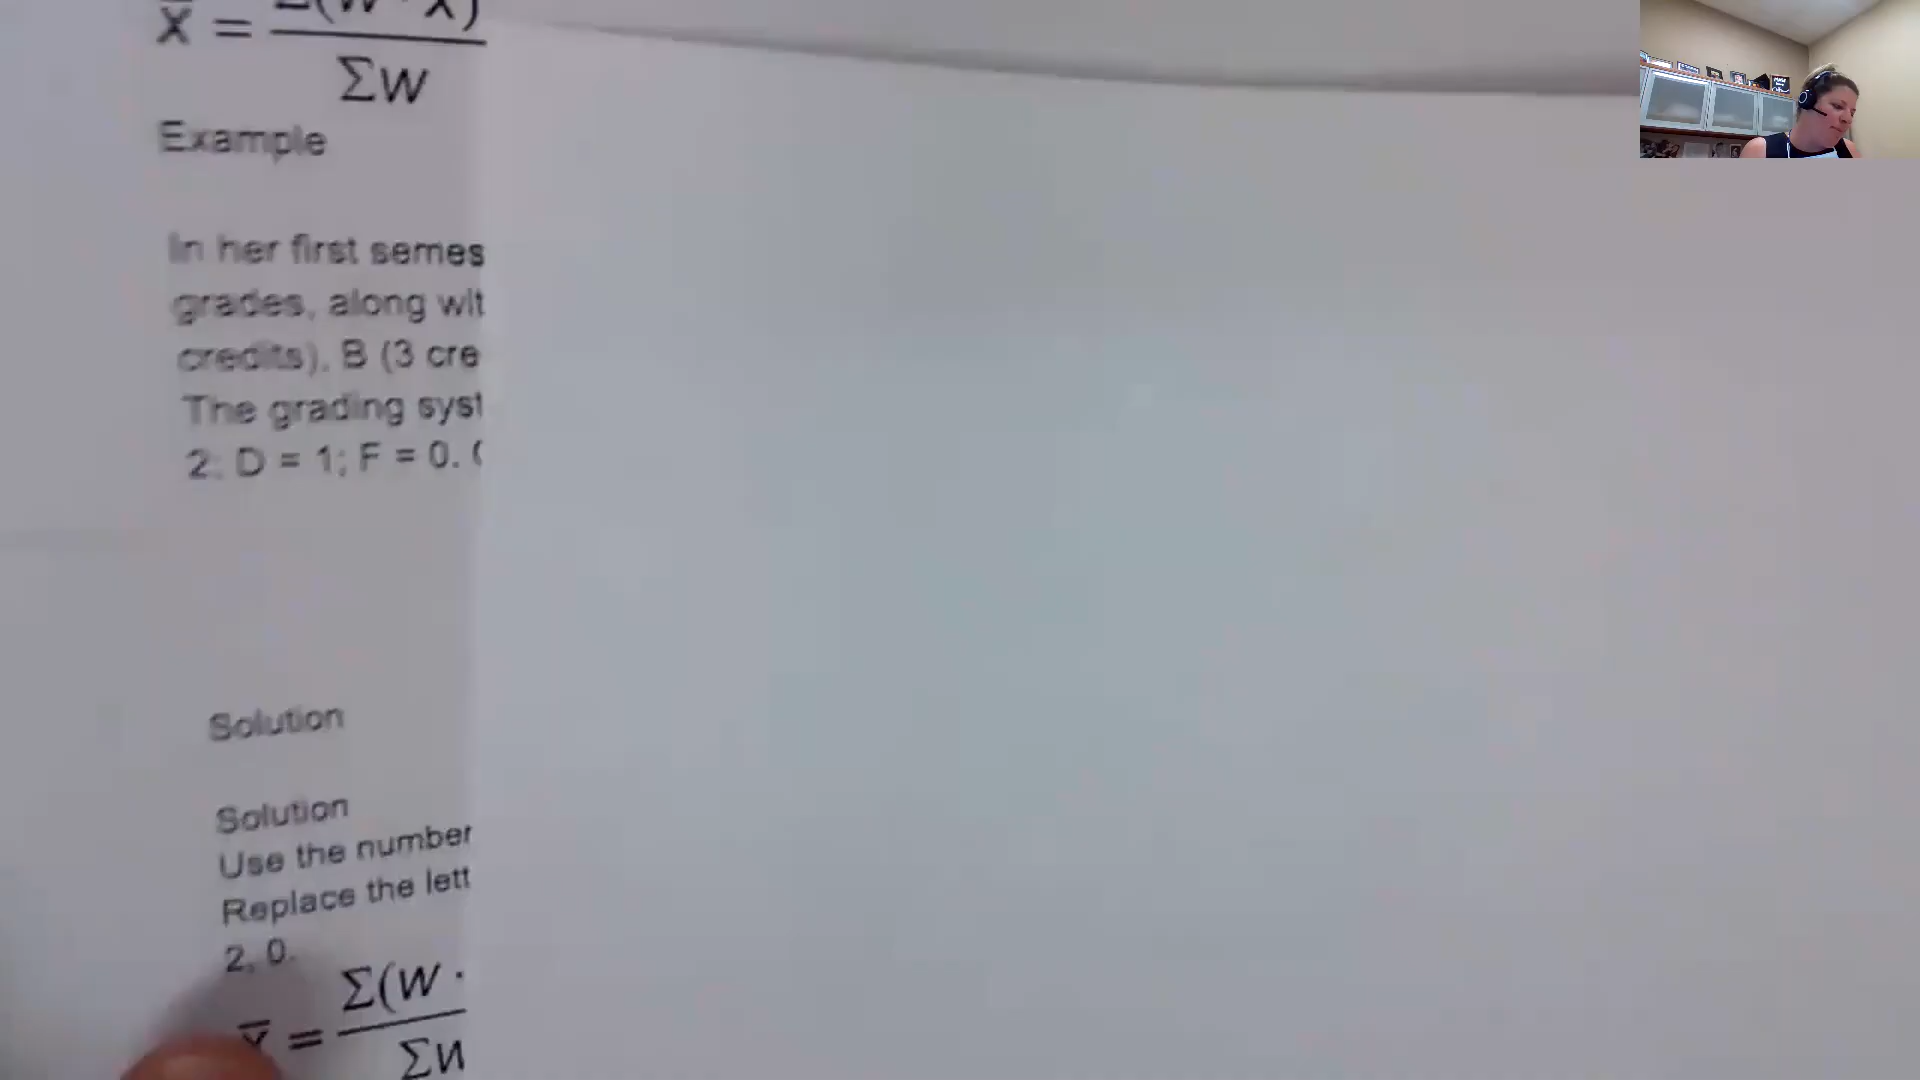 x̄ = Σ(w · x)
Σw
Example
In her first semes
grades, along wit
credits), B (3 cre
The grading syst
2; D = 1; F = 0. (
Solution
Solution
Use the number
Replace the lett
2, 0.
x̄ = Σ(w ·
Σw